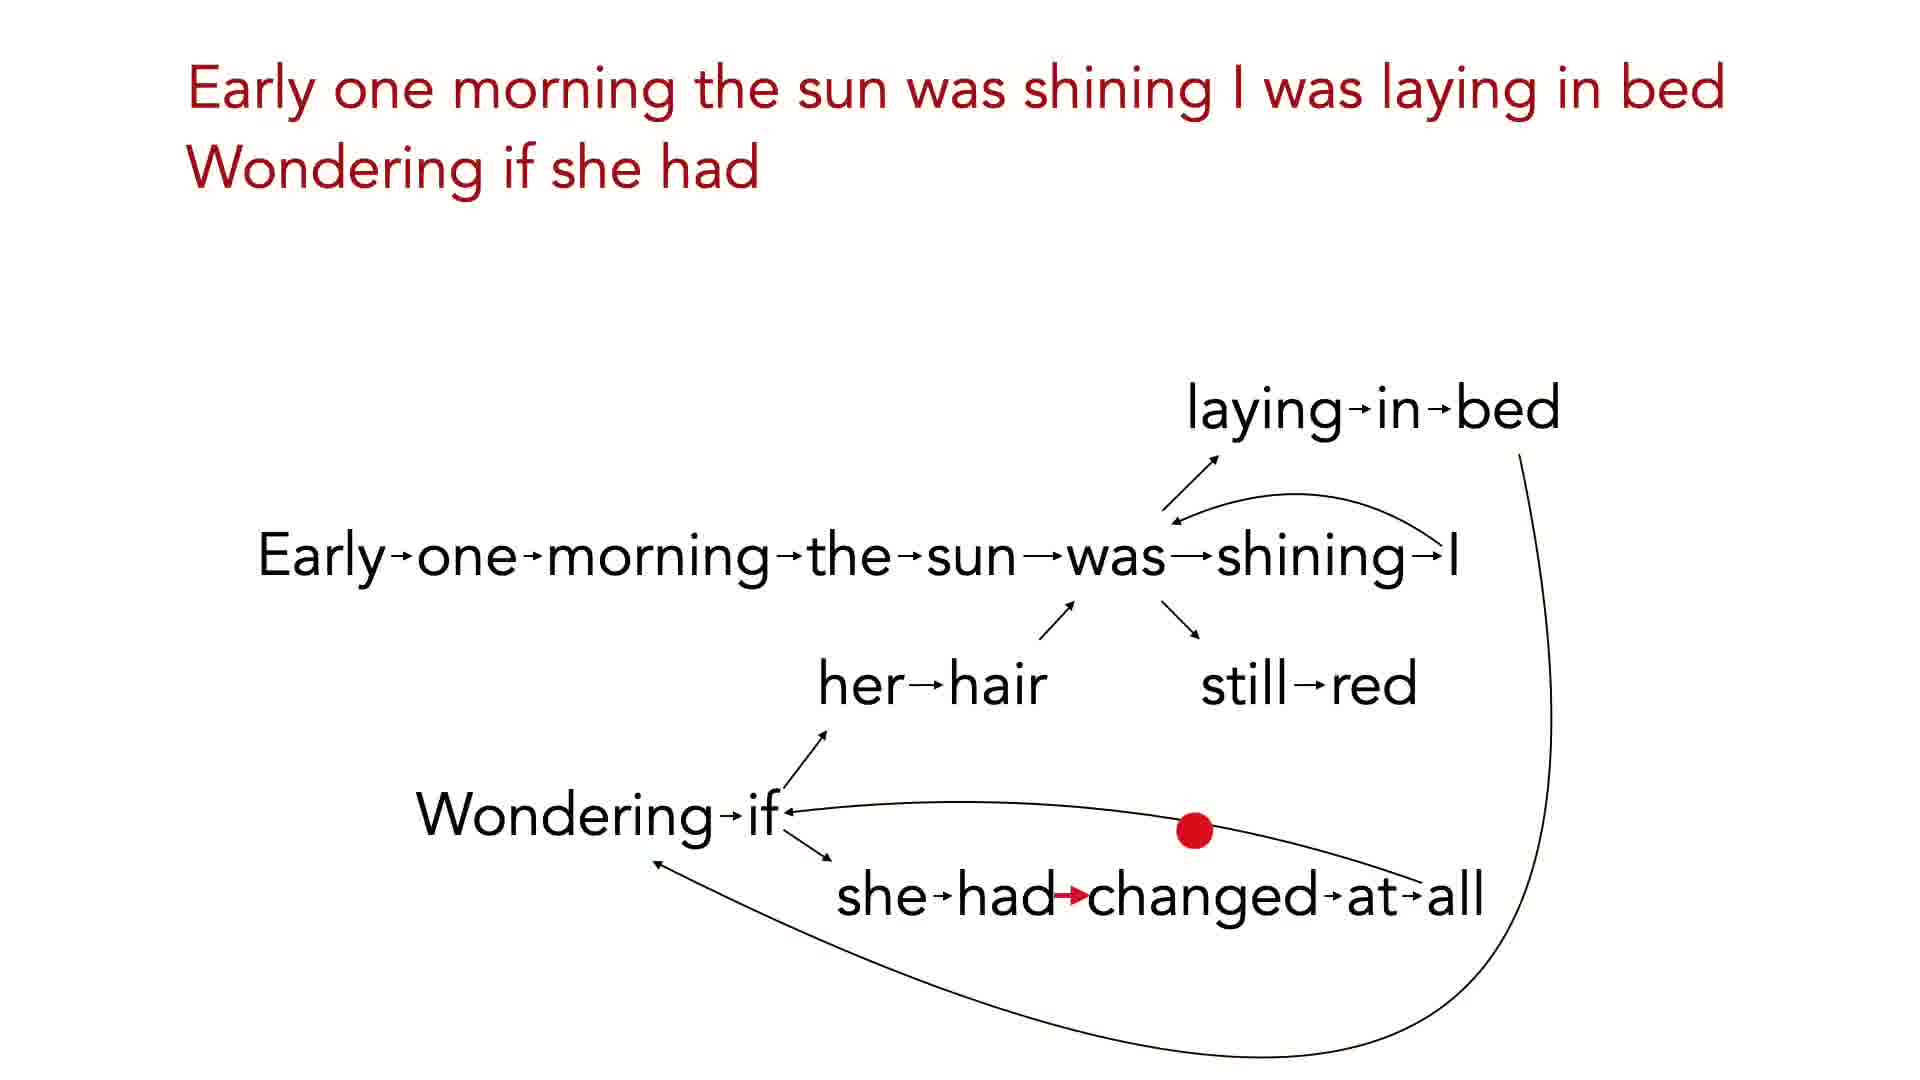 Early one morning the sun was shining I was laying in bed
Wondering if she had
laying in bed
Early one morning the sun was shining I
her hair
still red
Wondering if
she had changed at all